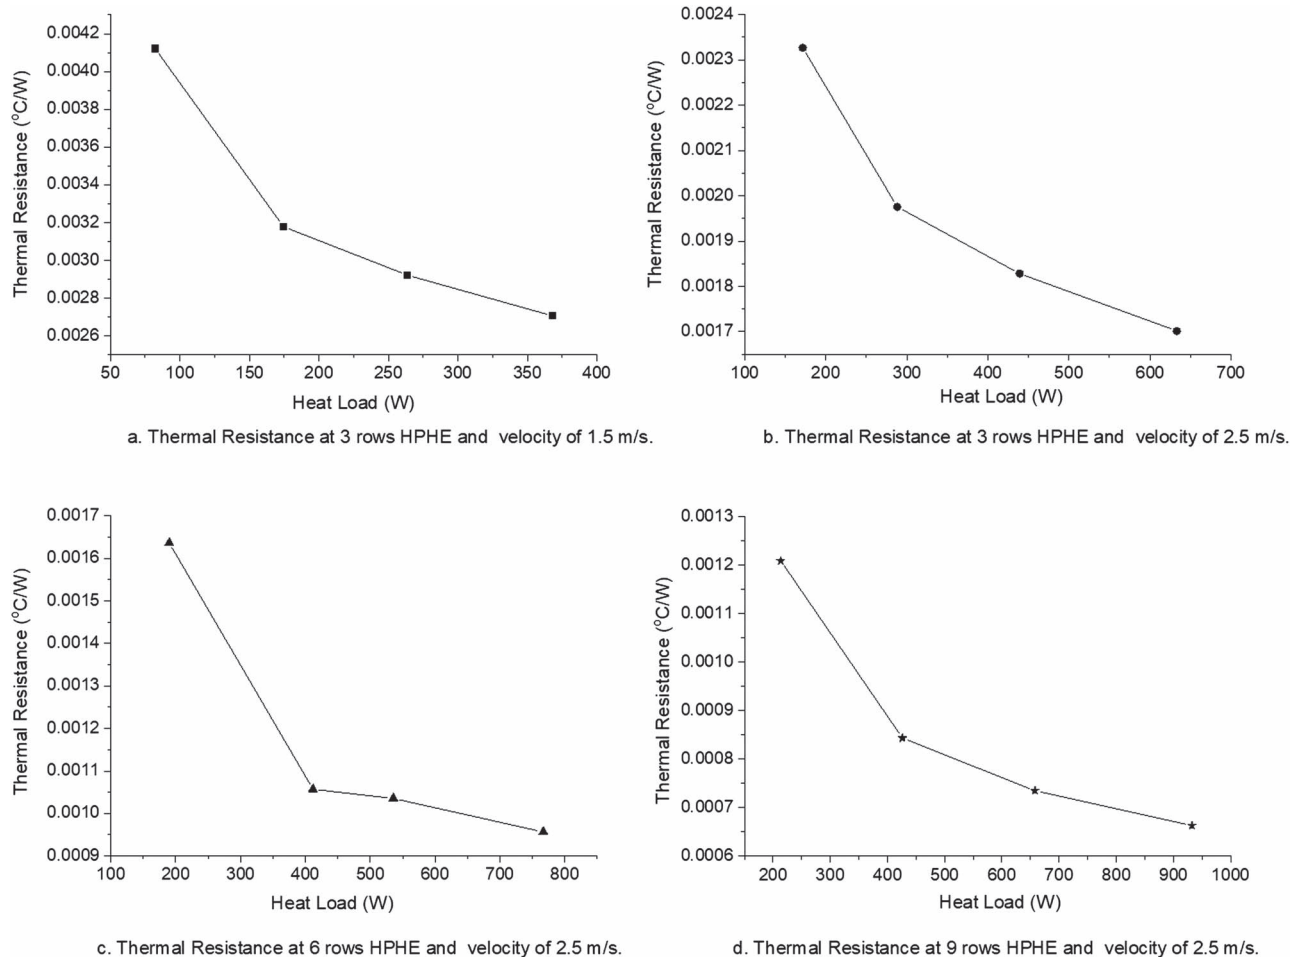 0.0042
0.0040
0.0038
0.0036
0.0034
0.0032
0.0030
0.0028
0.0026
Thermal Resistance (°C/W)
50 100 150 200 250 300 350 400
Heat Load (W)
a. Thermal Resistance at 3 rows HPHE and velocity of 1.5 m/s.
0.0024
0.0023
0.0022
0.0021
0.0020
0.0019
0.0018
0.0017
Thermal Resistance (°C/W)
100 200 300 400 500 600 700
Heat Load (W)
b. Thermal Resistance at 3 rows HPHE and velocity of 2.5 m/s.
0.0017
0.0016
0.0015
0.0014
0.0013
0.0012
0.0011
0.0010
0.0009
Thermal Resistance (°C/W)
100 200 300 400 500 600 700 800
Heat Load (W)
c. Thermal Resistance at 6 rows HPHE and velocity of 2.5 m/s.
0.0013
0.0012
0.0011
0.0010
0.0009
0.0008
0.0007
0.0006
Thermal Resistance (°C/W)
200 300 400 500 600 700 800 900 1000
Heat Load (W)
d. Thermal Resistance at 9 rows HPHE and velocity of 2.5 m/s.